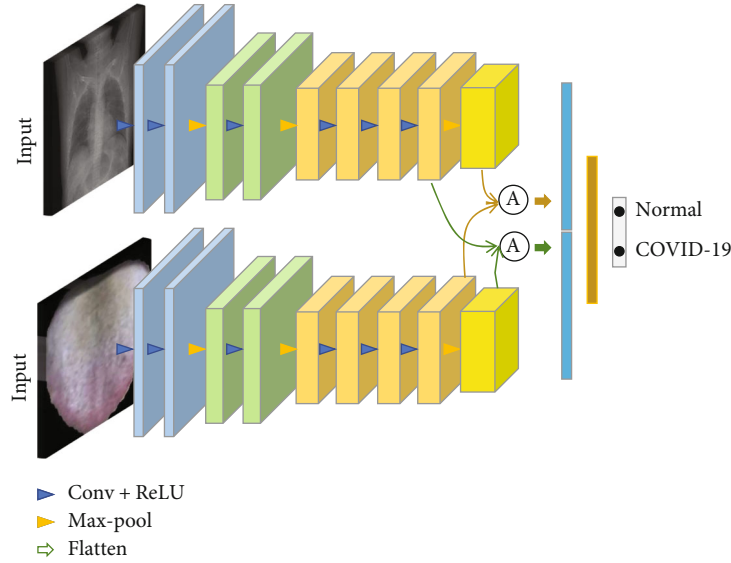 Input
A
Normal
A
COVID-19
Input
Conv + ReLU
Max-pool
Flatten